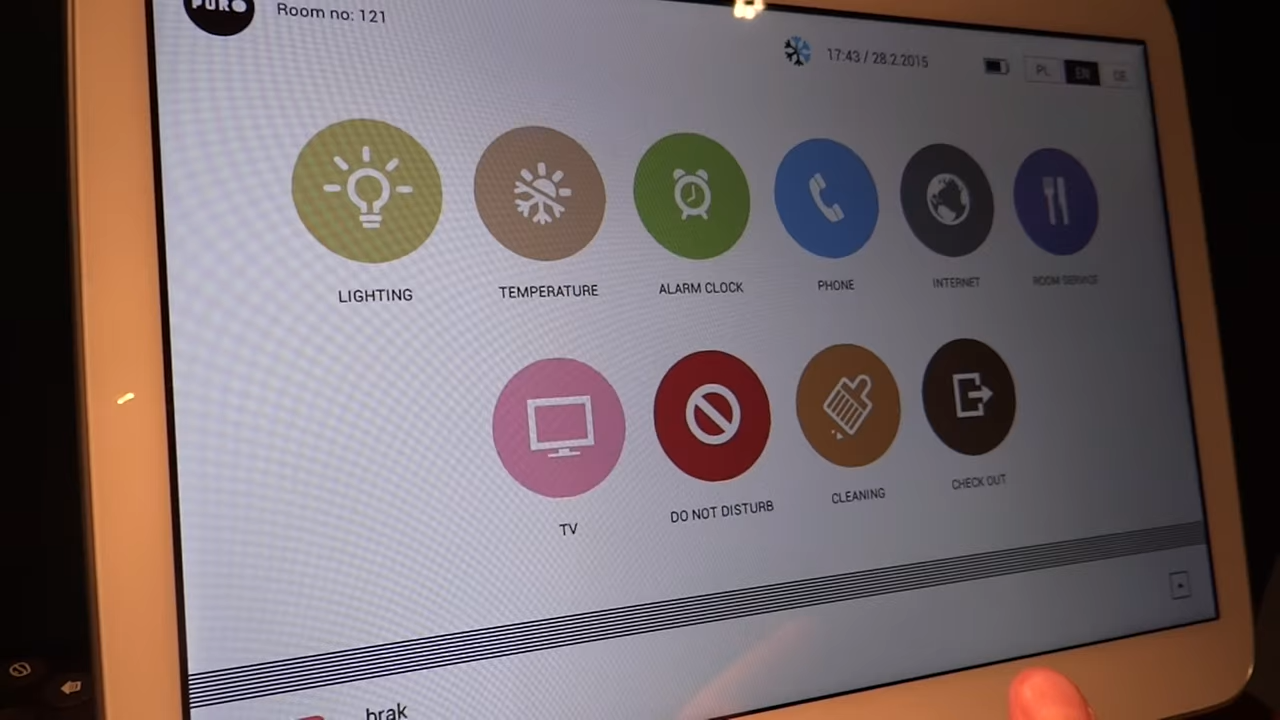 PURO
Room no: 121
17:43 / 28.2.2015
PL EN DE
LIGHTING
TEMPERATURE
ALARM CLOCK
PHONE
INTERNET
ROOM SERVICE
TV
DO NOT DISTURB
CLEANING
CHECK OUT
brak